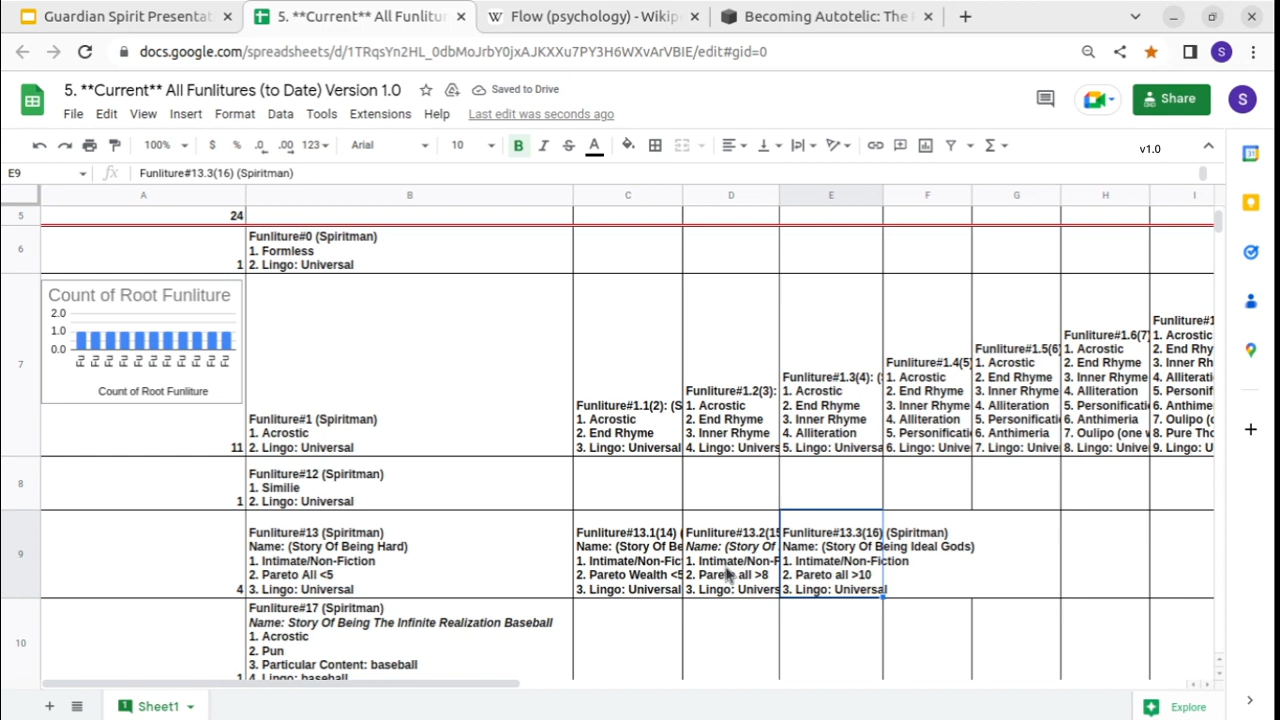 Guardian Spirit Presentat
5. **Current** All Funlitur
Flow (psychology) - Wikip
Becoming Autotelic: The
docs.google.com/spreadsheets/d/1TRqsYn2HL_0dbMoJrbY0jxAJKXXu7PY3H6WXvArVBIE/edit#gid=0
S
5. **Current** All Funlitures (to Date) Version 1.0
Saved to Drive
Share
S
File Edit View Insert Format Data Tools Extensions Help Last edit was seconds ago
100% $ % .0 .00 123 Arial 10 B I S A v1.0
E9 fx Funliture#13.3(16) (Spiritman)
A B C D E F G H I
5 24
6
1
Funliture#0 (Spiritman)
1. Formless
2. Lingo: Universal
7
Count of Root Funliture
2.0
1.0
0.0
Count of Root Funliture
11
Funliture#1 (Spiritman)
1. Acrostic
2. Lingo: Universal
Funliture#1.1(2): (S
1. Acrostic
2. End Rhyme
3. Lingo: Universal
Funliture#1.2(3):
1. Acrostic
2. End Rhyme
3. Inner Rhyme
4. Lingo: Univers
Funliture#1.3(4): (
1. Acrostic
2. End Rhyme
3. Inner Rhyme
4. Alliteration
5. Lingo: Universa
Funliture#1.4(5)
1. Acrostic
2. End Rhyme
3. Inner Rhyme
4. Alliteration
5. Personificati
6. Lingo: Unive
Funliture#1.5(6)
1. Acrostic
2. End Rhyme
3. Inner Rhyme
4. Alliteration
5. Personificati
6. Anthimeria
7. Lingo: Unive
Funliture#1.6(7)
1. Acrostic
2. End Rhyme
3. Inner Rhyme
4. Alliteration
5. Personificati
6. Anthimeria
7. Oulipo (one v
8. Lingo: Unive
Funliture#1
1. Acrostic
2. End Rhy
3. Inner Rh
4. Alliterati
5. Personif
6. Anthime
7. Oulipo (o
8. Pure Tho
9. Lingo: U
8
1
Funliture#12 (Spiritman)
1. Similie
2. Lingo: Universal
9
4
Funliture#13 (Spiritman)
Name: (Story Of Being Hard)
1. Intimate/Non-Fiction
2. Pareto All <5
3. Lingo: Universal
Funliture#13.1(14) (
Name: (Story Of Be
1. Intimate/Non-Fic
2. Pareto Wealth <5
3. Lingo: Universal
Funliture#13.2(15
Name: (Story Of
1. Intimate/Non-F
2. Pareto all >8
3. Lingo: Univers
Funliture#13.3(16) (Spiritman)
Name: (Story Of Being Ideal Gods)
1. Intimate/Non-Fiction
2. Pareto all >10
3. Lingo: Universal
10
1
Funliture#17 (Spiritman)
Name: Story Of Being The Infinite Realization Baseball
1. Acrostic
2. Pun
3. Particular Content: baseball
4. Lingo: baseball
Sheet1
Explore